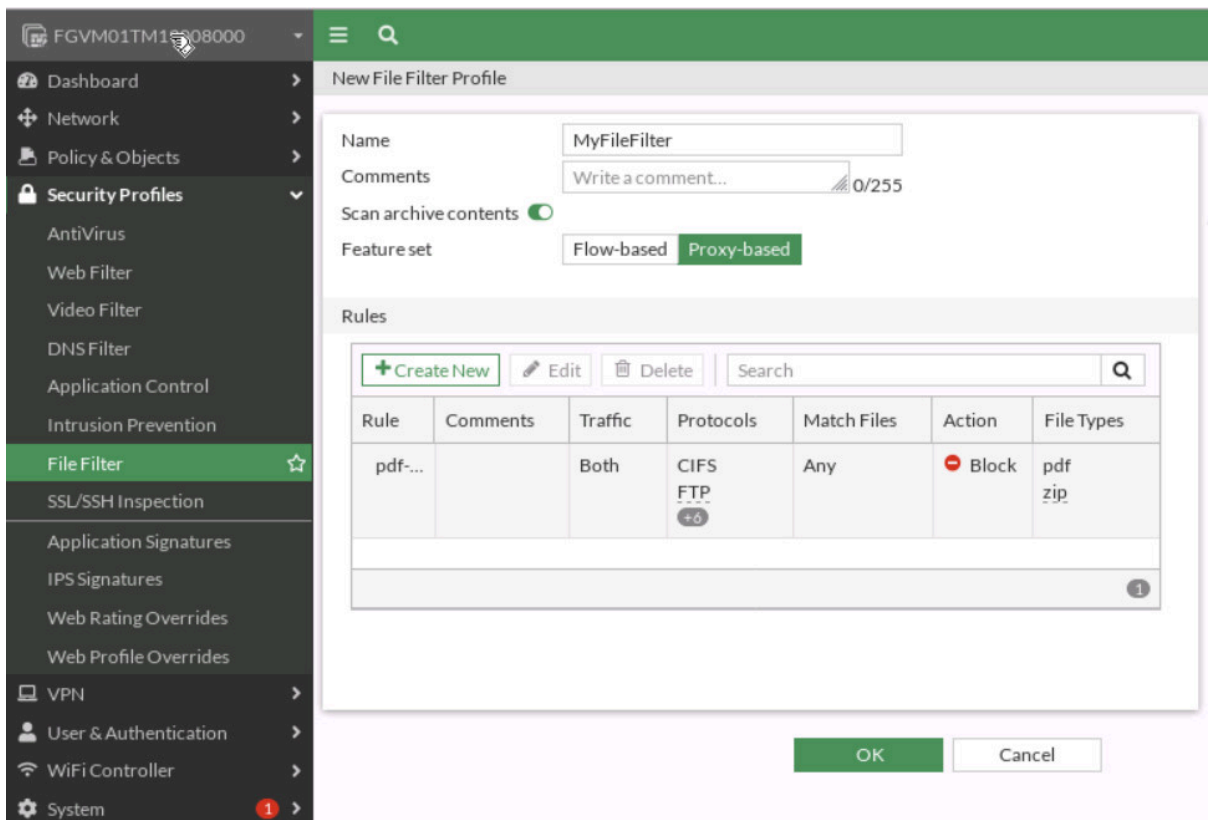 FGVM01TM1 08000
Dashboard
Network
Policy & Objects
Security Profiles
AntiVirus
Web Filter
Video Filter
DNS Filter
Application Control
Intrusion Prevention
File Filter
SSL/SSH Inspection
Application Signatures
IPS Signatures
Web Rating Overrides
Web Profile Overrides
VPN
User & Authentication
WiFi Controller
System 1
New File Filter Profile
Name MyFileFilter
Comments Write a comment... 0/255
Scan archive contents
Feature set Flow-based Proxy-based
Rules
+Create New Edit Delete Search
Rule Comments Traffic Protocols Match Files Action File Types
pdf-... Both CIFS Any Block pdf
FTP zip
+6
1
OK Cancel